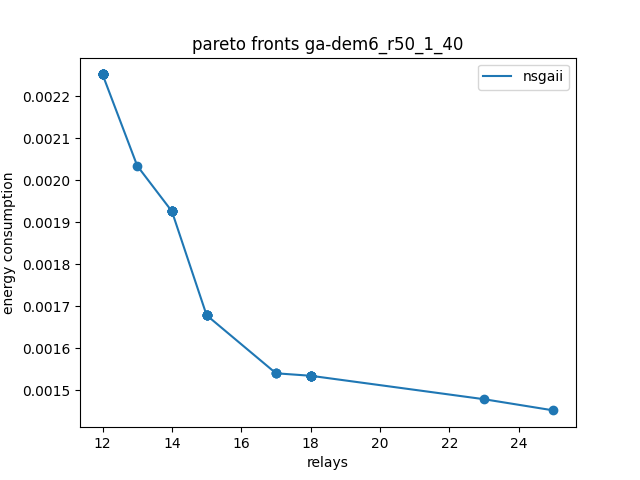 pareto fronts ga-dem6_r50_1_40
nsgaii
energy consumption
0.0022
0.0021
0.0020
0.0019
0.0018
0.0017
0.0016
0.0015
12 14 16 18 20 22 24
relays